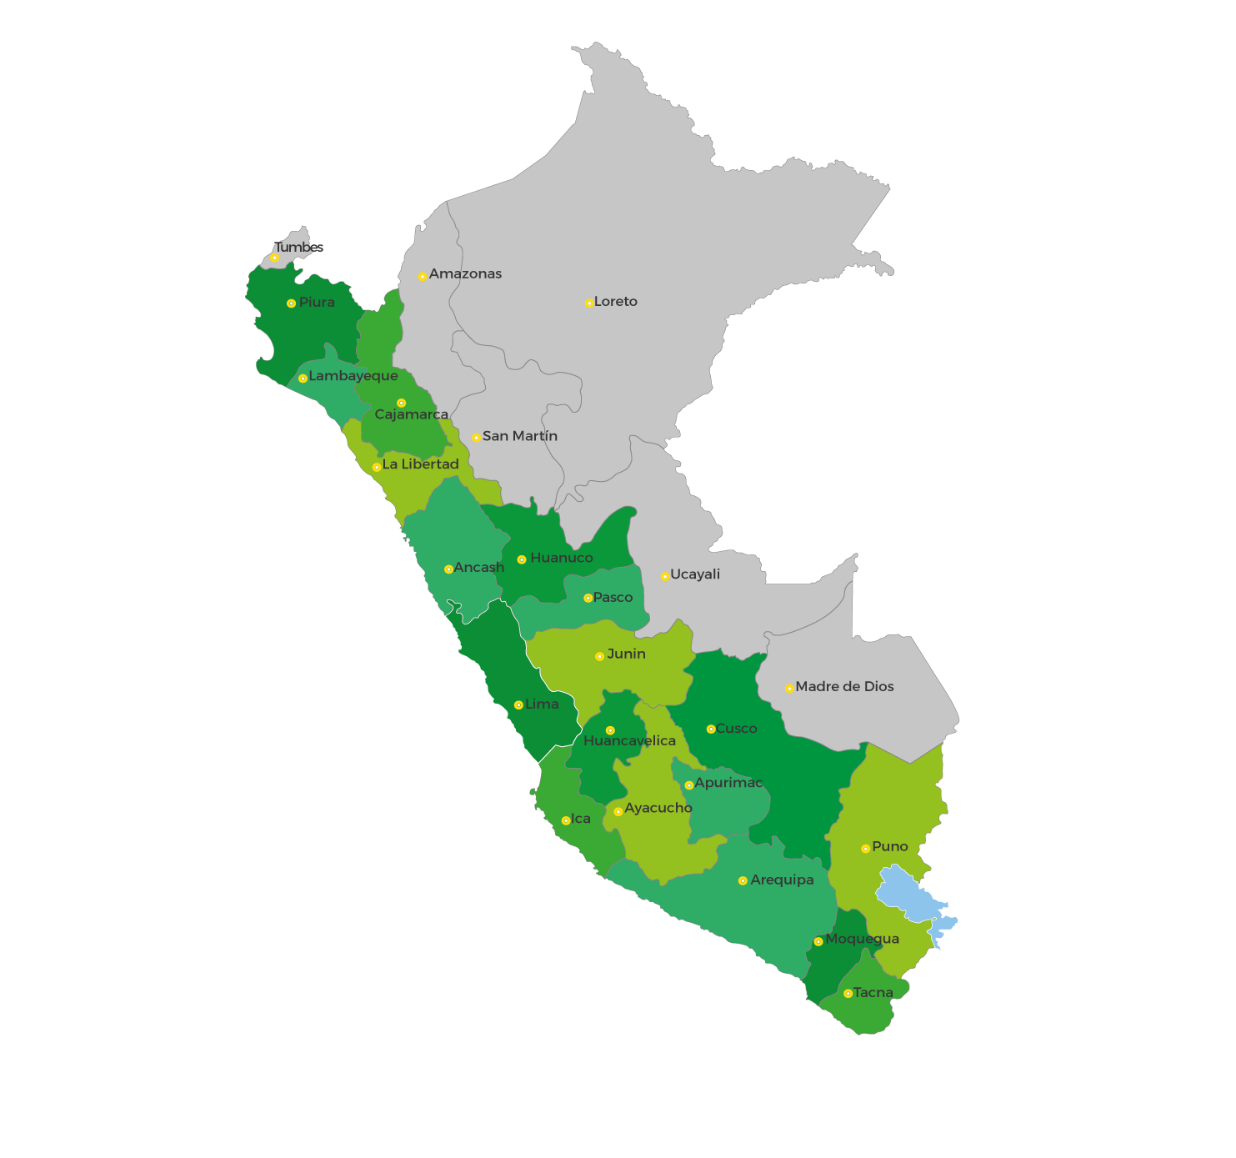 Tumbes
Amazonas
Piura
Loreto
Lambayeque
Cajamarca
San Martín
La Libertad
Huanuco
Ancash
Ucayali
Pasco
Junin
Madre de Dios
Lima
Cusco
Huancavelica
Apurimac
Ayacucho
Ica
Puno
Arequipa
Moquegua
Tacna